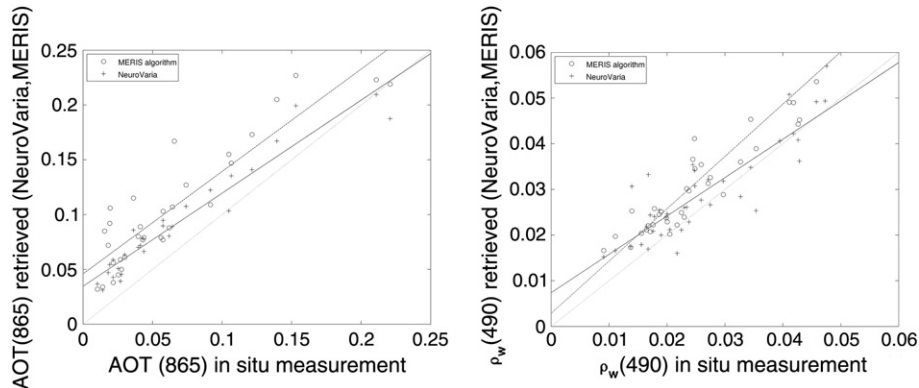 AOT(865) retrieved (NeuroVaria,MERIS)
0.25
0.2
0.15
0.1
0.05
0
MERIS algorithm
NeuroVaria
0 0.05 0.1 0.15 0.2 0.25
AOT (865) in situ measurement
ρw(490) retrieved (NeuroVaria,MERIS)
0.06
0.05
0.04
0.03
0.02
0.01
0
MERIS algorithm
NeuroVaria
0 0.01 0.02 0.03 0.04 0.05 0.06
ρw(490) in situ measurement